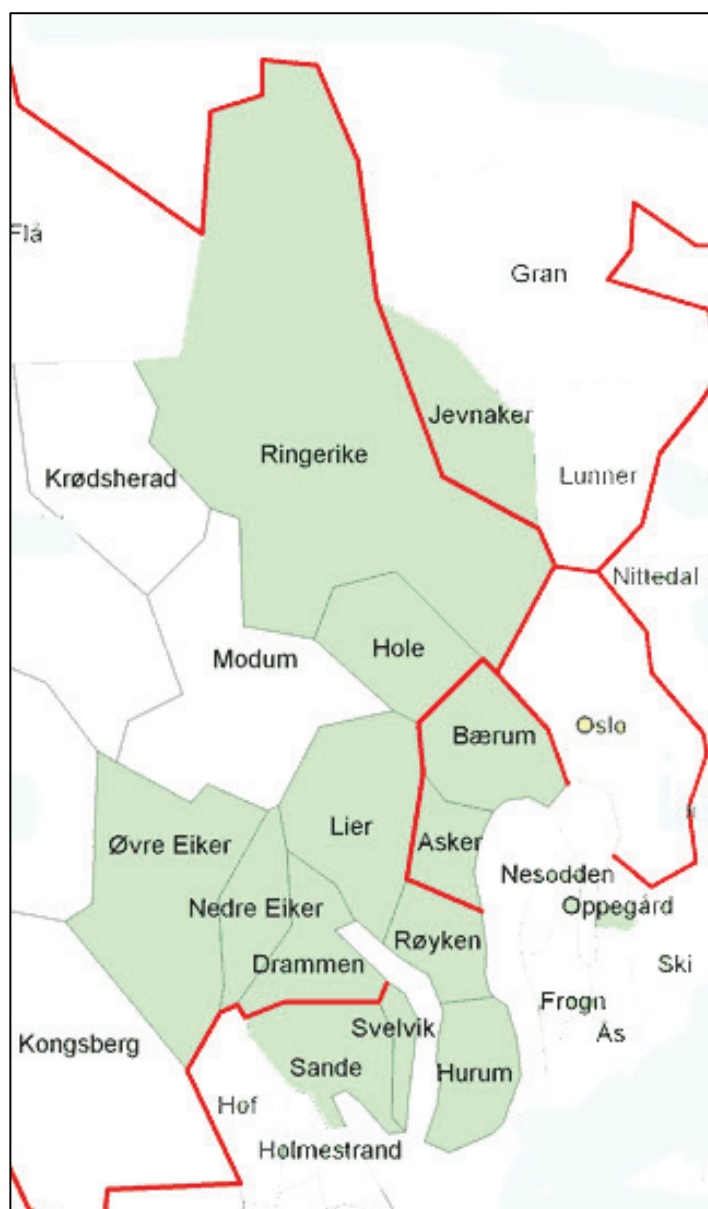 Flå
Gran
Jevnaker
Ringerike
Krødsherad
Lunner
Nittedal
Hole
Modum
Oslo
Bærum
Lier
Asker
Øvre Eiker
Nesodden
Nedre Eiker
Oppegård
Røyken
Drammen
Ski
Frogn
Svelvik
Ås
Kongsberg
Sande
Hurum
Hof
Holmestrand